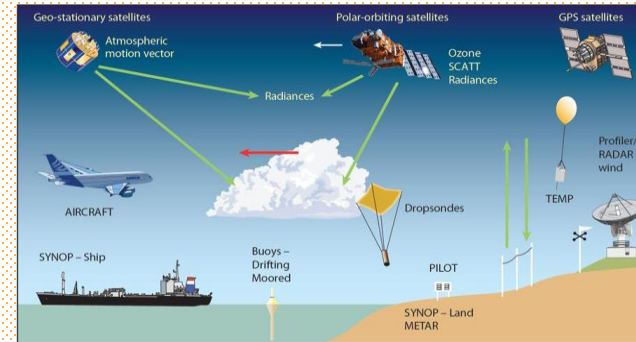 Geo-stationary satellites
Polar-orbiting satellites
GPS satellites
Atmospheric
motion vector
Ozone
SCATT
Radiances
Radiances
Profiler/
RADAR
wind
TEMP
AIRCRAFT
Dropsondes
SYNOP – Ship
Buoys –
Drifting
Moored
PILOT
SYNOP – Land
METAR